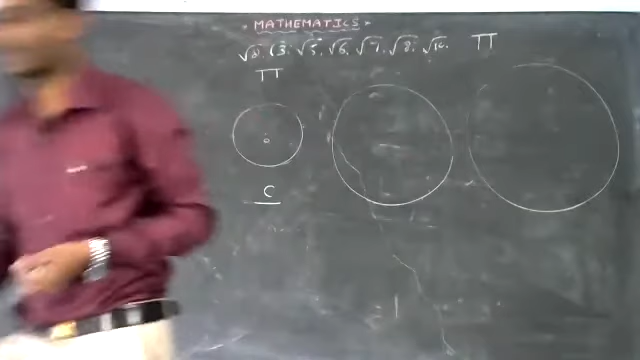 MATHEMATICS
√2, √3, √5, √6, √7, √8, √10. π
π
C